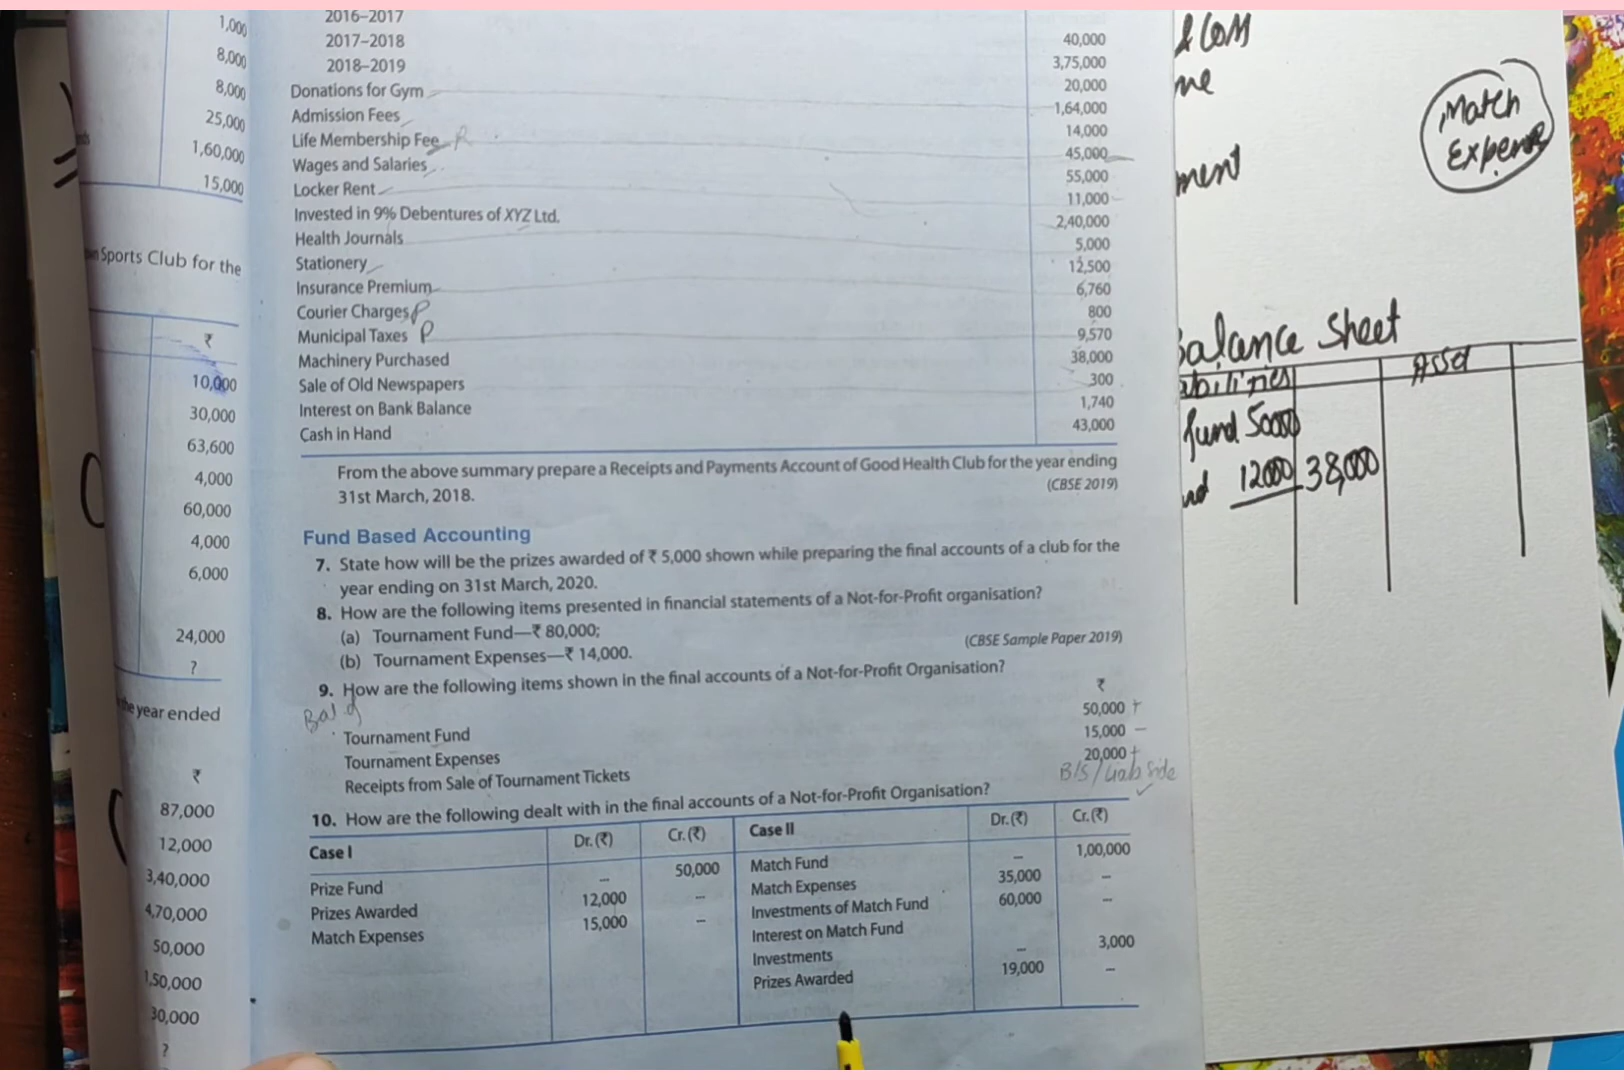 1,000
8,000
8,000
25,000
1,60,000
15,000
Sports Club for the
₹
10,000
30,000
63,600
4,000
60,000
4,000
6,000
24,000
?
year ended
₹
87,000
12,000
3,40,000
4,70,000
50,000
1,50,000
30,000
?
2016–2017
2017–2018 40,000
2018–2019 3,75,000
Donations for Gym 20,000
Admission Fees 1,64,000
Life Membership Fee R 14,000
Wages and Salaries 45,000
Locker Rent 55,000
11,000
Invested in 9% Debentures of XYZ Ltd. 2,40,000
Health Journals 5,000
Stationery 12,500
Insurance Premium 6,760
Courier Charges P 800
Municipal Taxes P 9,570
Machinery Purchased 38,000
Sale of Old Newspapers 300
Interest on Bank Balance 1,740
Cash in Hand 43,000
From the above summary prepare a Receipts and Payments Account of Good Health Club for the year ending
31st March, 2018. (CBSE 2019)
Fund Based Accounting
7. State how will be the prizes awarded of ₹ 5,000 shown while preparing the final accounts of a club for the
year ending on 31st March, 2020.
8. How are the following items presented in financial statements of a Not-for-Profit organisation?
(a) Tournament Fund—₹ 80,000;
(b) Tournament Expenses—₹ 14,000. (CBSE Sample Paper 2019)
9. How are the following items shown in the final accounts of a Not-for-Profit Organisation?
₹
Tournament Fund 50,000 +
Tournament Expenses 15,000 –
Receipts from Sale of Tournament Tickets 20,000 +
B/S / Liab side
10. How are the following dealt with in the final accounts of a Not-for-Profit Organisation?
Case I Dr. (₹) Cr. (₹) Case II Dr. (₹) Cr. (₹)
Prize Fund – 50,000 Match Fund – 1,00,000
Prizes Awarded 12,000 – Match Expenses 35,000 –
Match Expenses 15,000 – Investments of Match Fund 60,000 –
Interest on Match Fund
Investments – 3,000
Prizes Awarded 19,000 –
Match
Expense
ment
Balance Sheet
fund 50000
12000 38,000